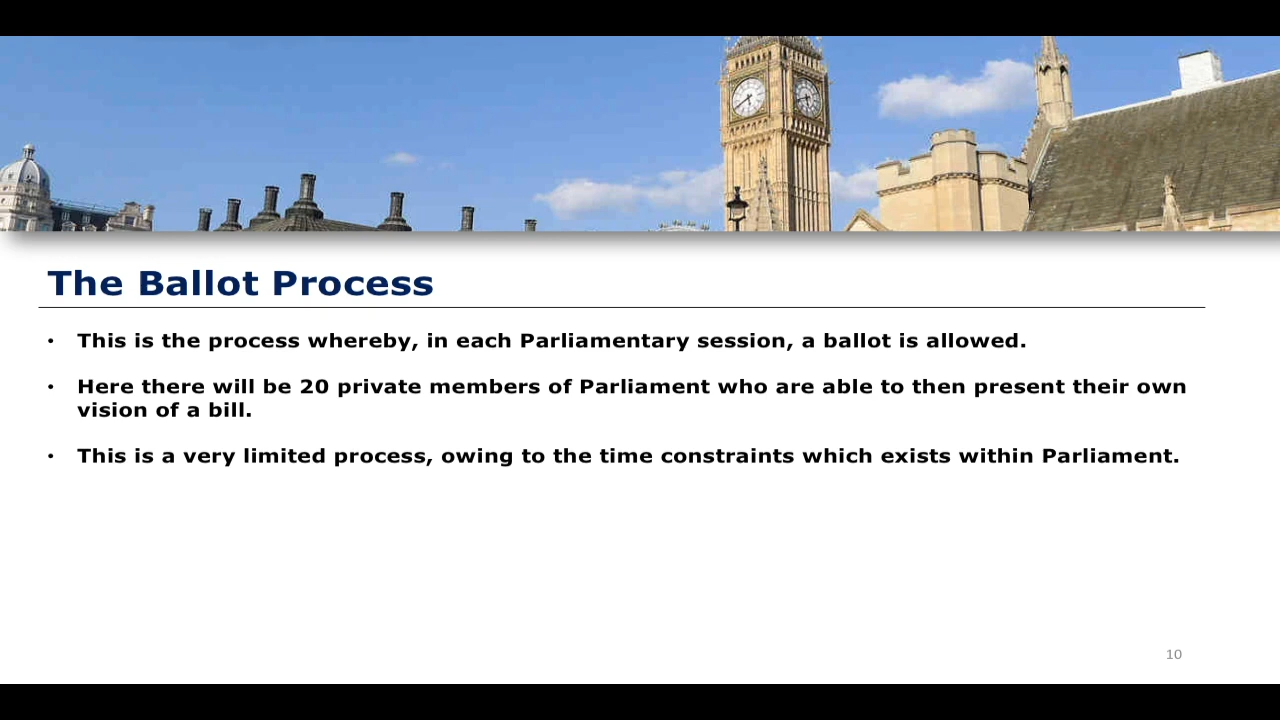 The Ballot Process
• This is the process whereby, in each Parliamentary session, a ballot is allowed.
• Here there will be 20 private members of Parliament who are able to then present their own
vision of a bill.
• This is a very limited process, owing to the time constraints which exists within Parliament.
10